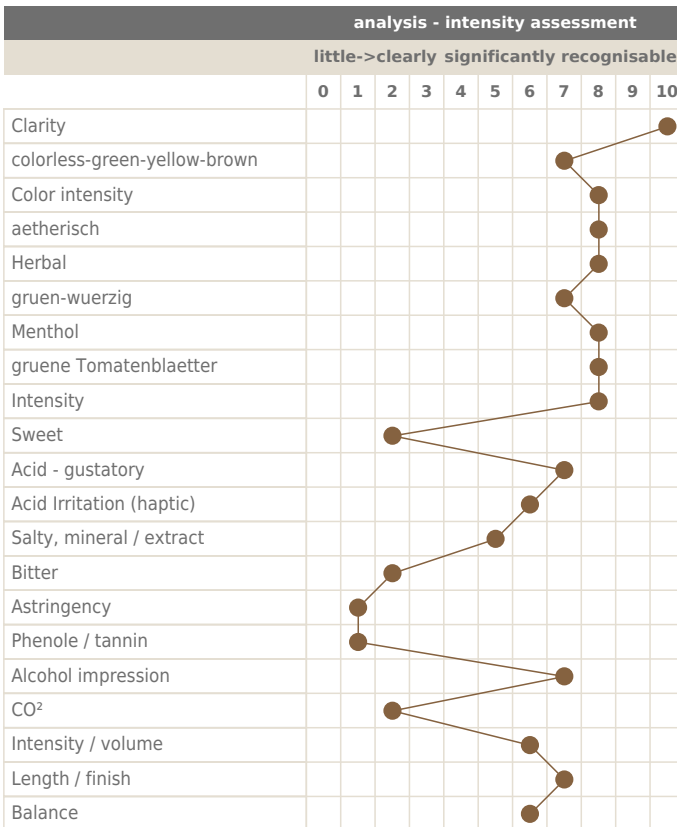 analysis - intensity assessment
little->clearly significantly recognisable
0 1 2 3 4 5 6 7 8 9 10
Clarity
colorless-green-yellow-brown
Color intensity
aetherisch
Herbal
gruen-wuerzig
Menthol
gruene Tomatenblaetter
Intensity
Sweet
Acid - gustatory
Acid Irritation (haptic)
Salty, mineral / extract
Bitter
Astringency
Phenole / tannin
Alcohol impression
CO²
Intensity / volume
Length / finish
Balance